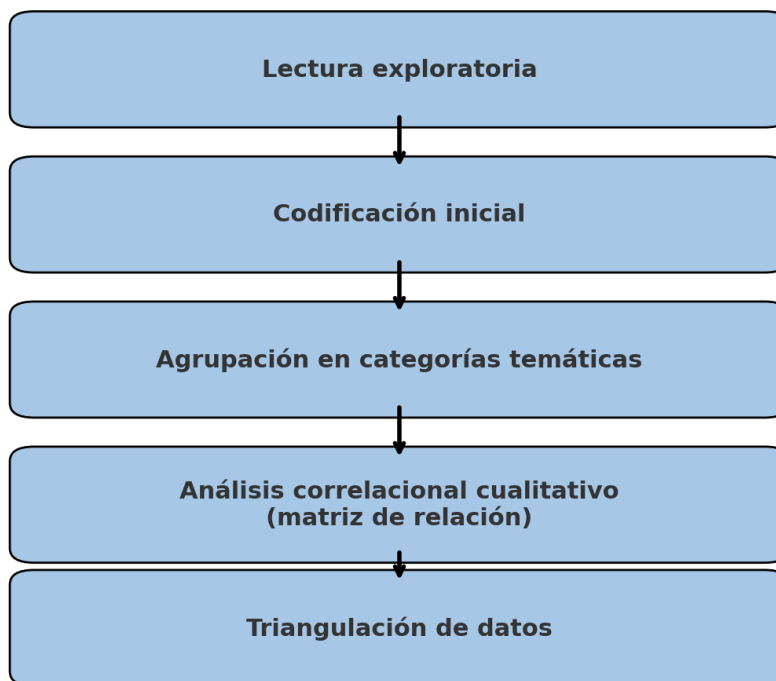 Lectura exploratoria
Codificación inicial
Agrupación en categorías temáticas
Análisis correlacional cualitativo
(matriz de relación)
Triangulación de datos